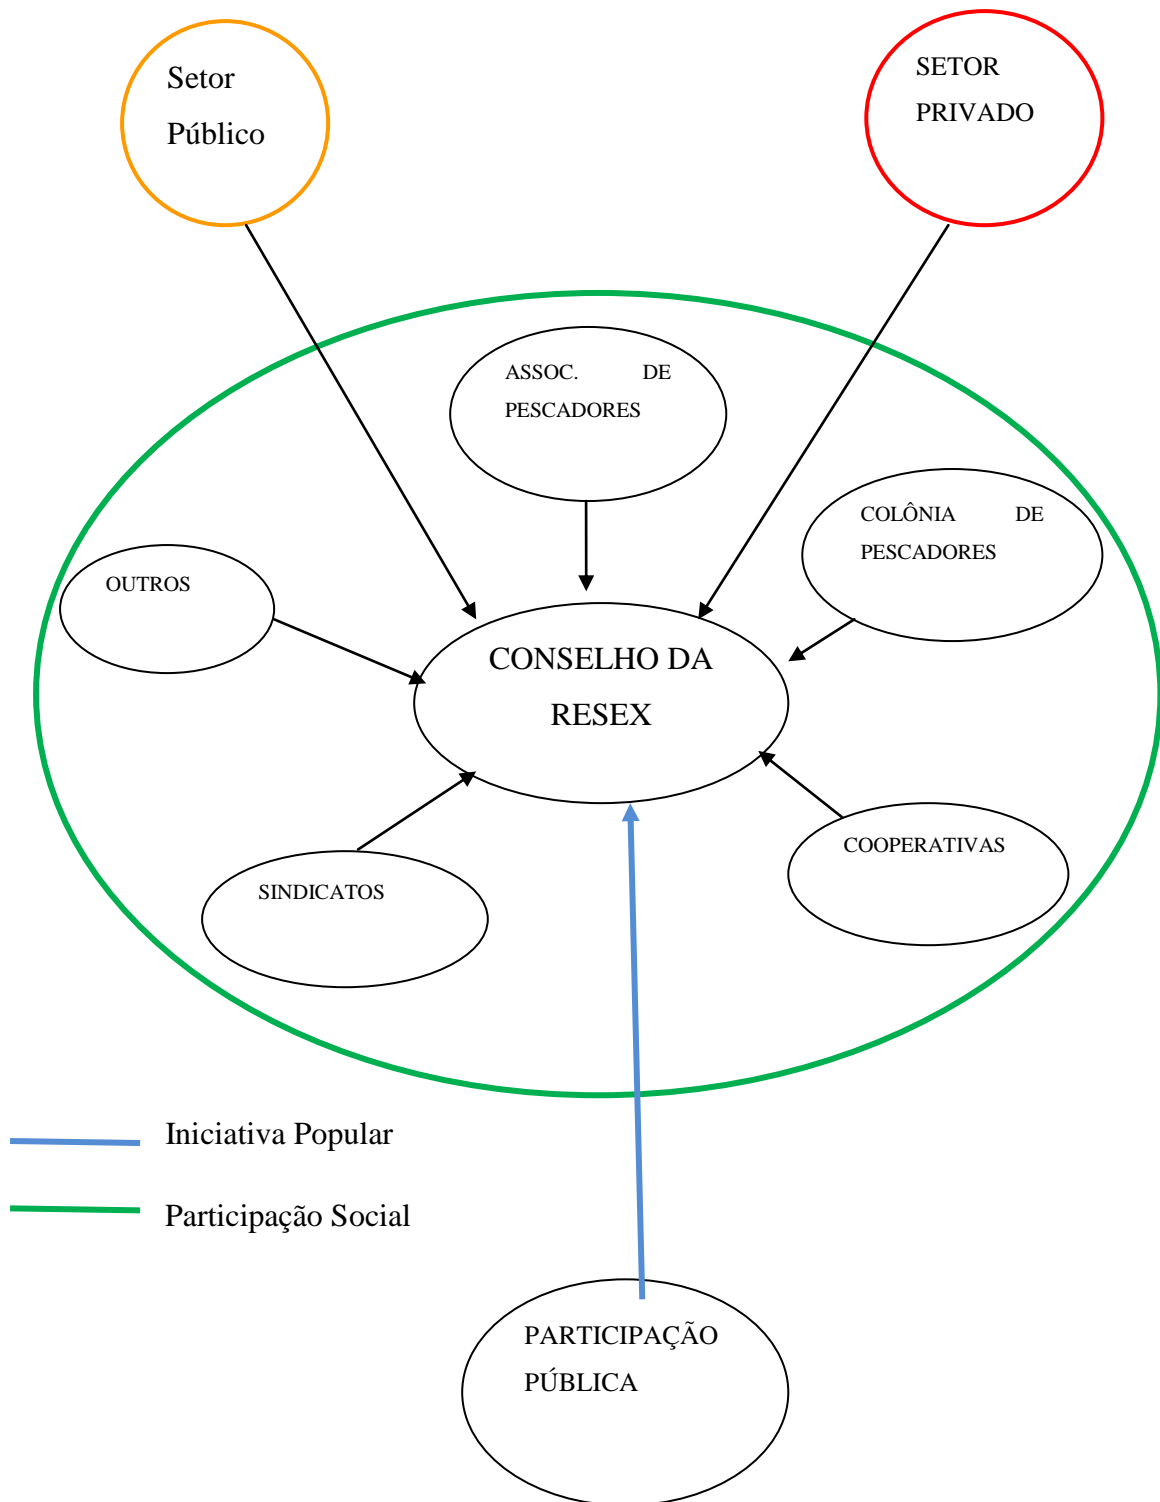 Setor
Público
SETOR
PRIVADO
ASSOC. DE
PESCADORES
COLÔNIA DE
PESCADORES
OUTROS
CONSELHO DA
RESEX
COOPERATIVAS
SINDICATOS
Iniciativa Popular
Participação Social
PARTICIPAÇÃO
PÚBLICA